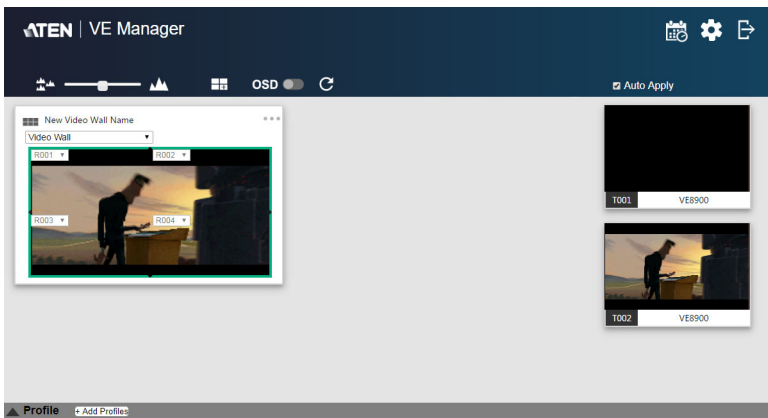 ATEN | VE Manager
OSD
Auto Apply
New Video Wall Name
Video Wall
R001
R002
R003
R004
T001 VE8900
T002 VE8900
Profile + Add Profiles